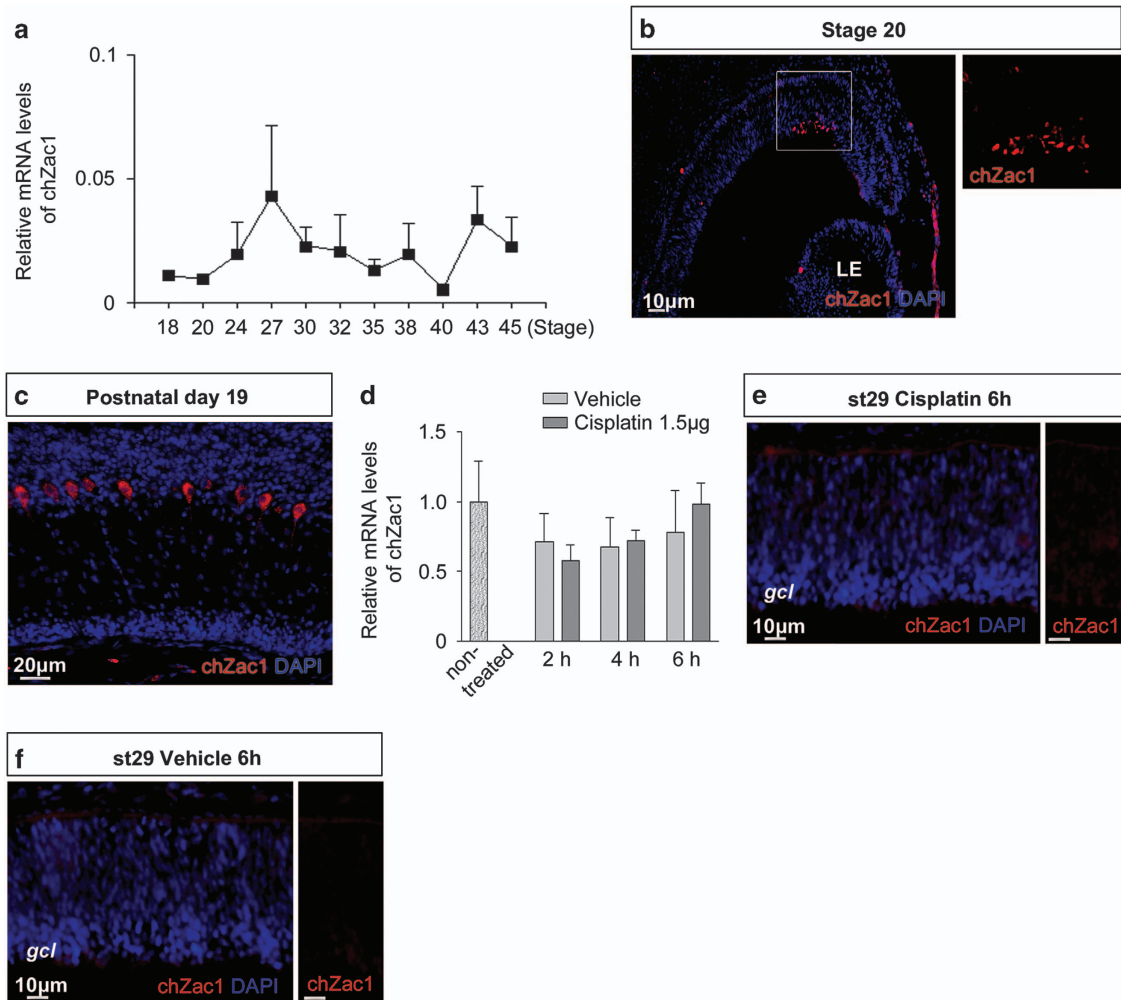 a
0.1
0.05
0
Relative mRNA levels
of chZac1
18 20 24 27 30 32 35 38 40 43 45 (Stage)
b
Stage 20
LE
10µm
chZac1 DAPI
chZac1
c
Postnatal day 19
20µm
chZac1 DAPI
d
Vehicle
Cisplatin 1.5µg
1.5
1.0
0.5
0
Relative mRNA levels
of chZac1
non-
treated
2 h 4 h 6 h
e
st29 Cisplatin 6h
gcl
10µm
chZac1 DAPI
chZac1
f
st29 Vehicle 6h
gcl
10µm
chZac1 DAPI
chZac1